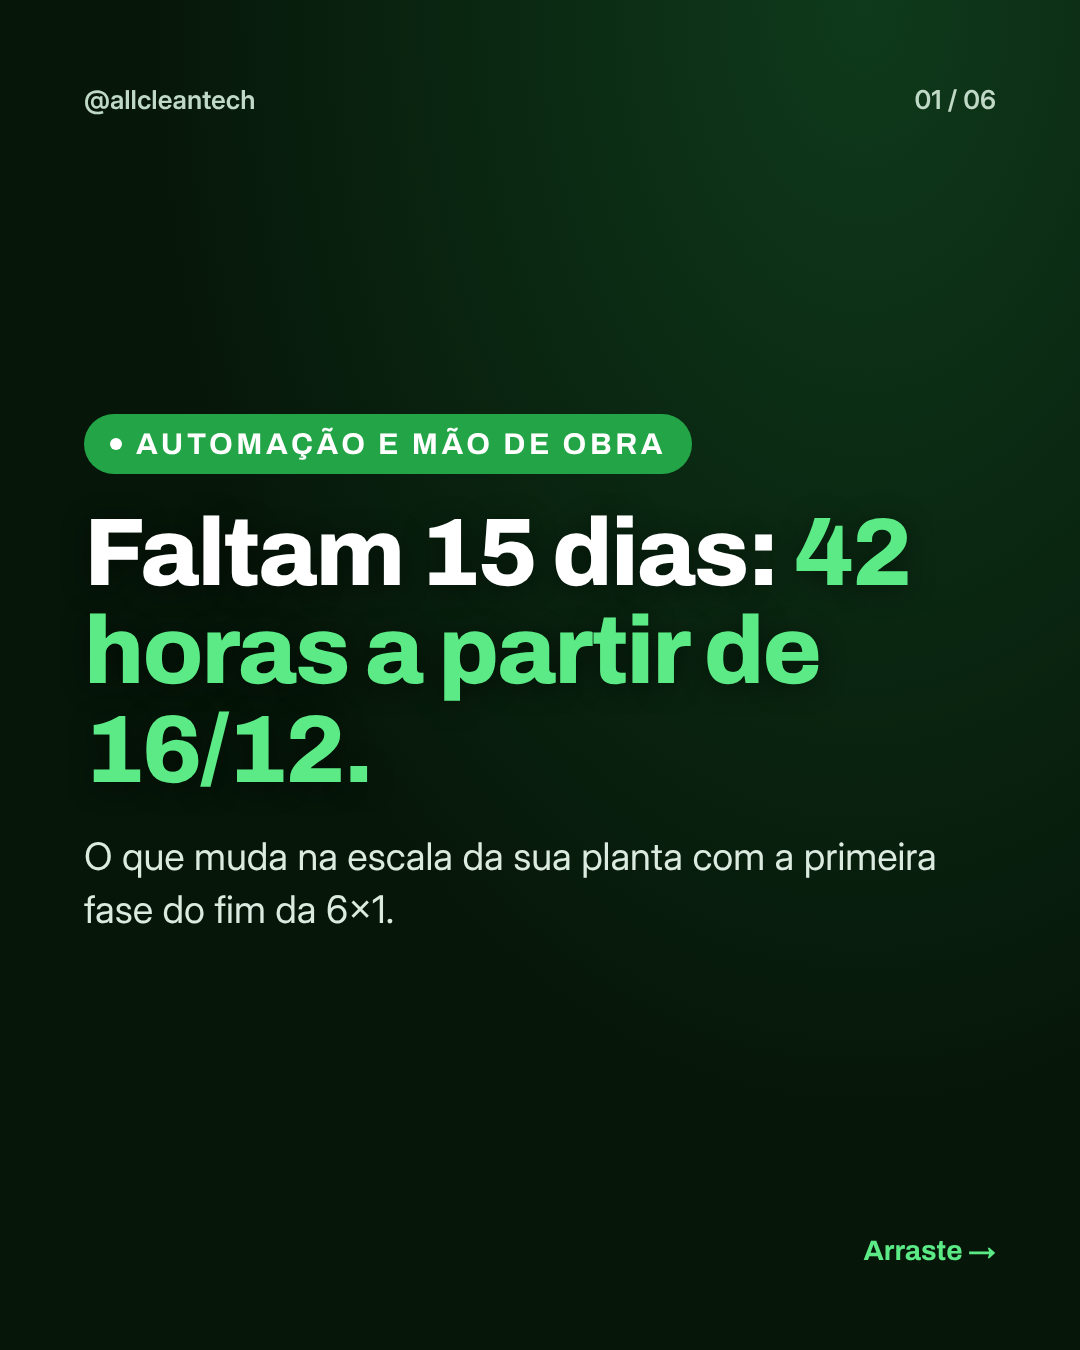 @allcleantech
01 / 06
• AUTOMAÇÃO E MÃO DE OBRA
Faltam 15 dias: 42
horas a partir de
16/12.
O que muda na escala da sua planta com a primeira
fase do fim da 6×1.
Arraste →